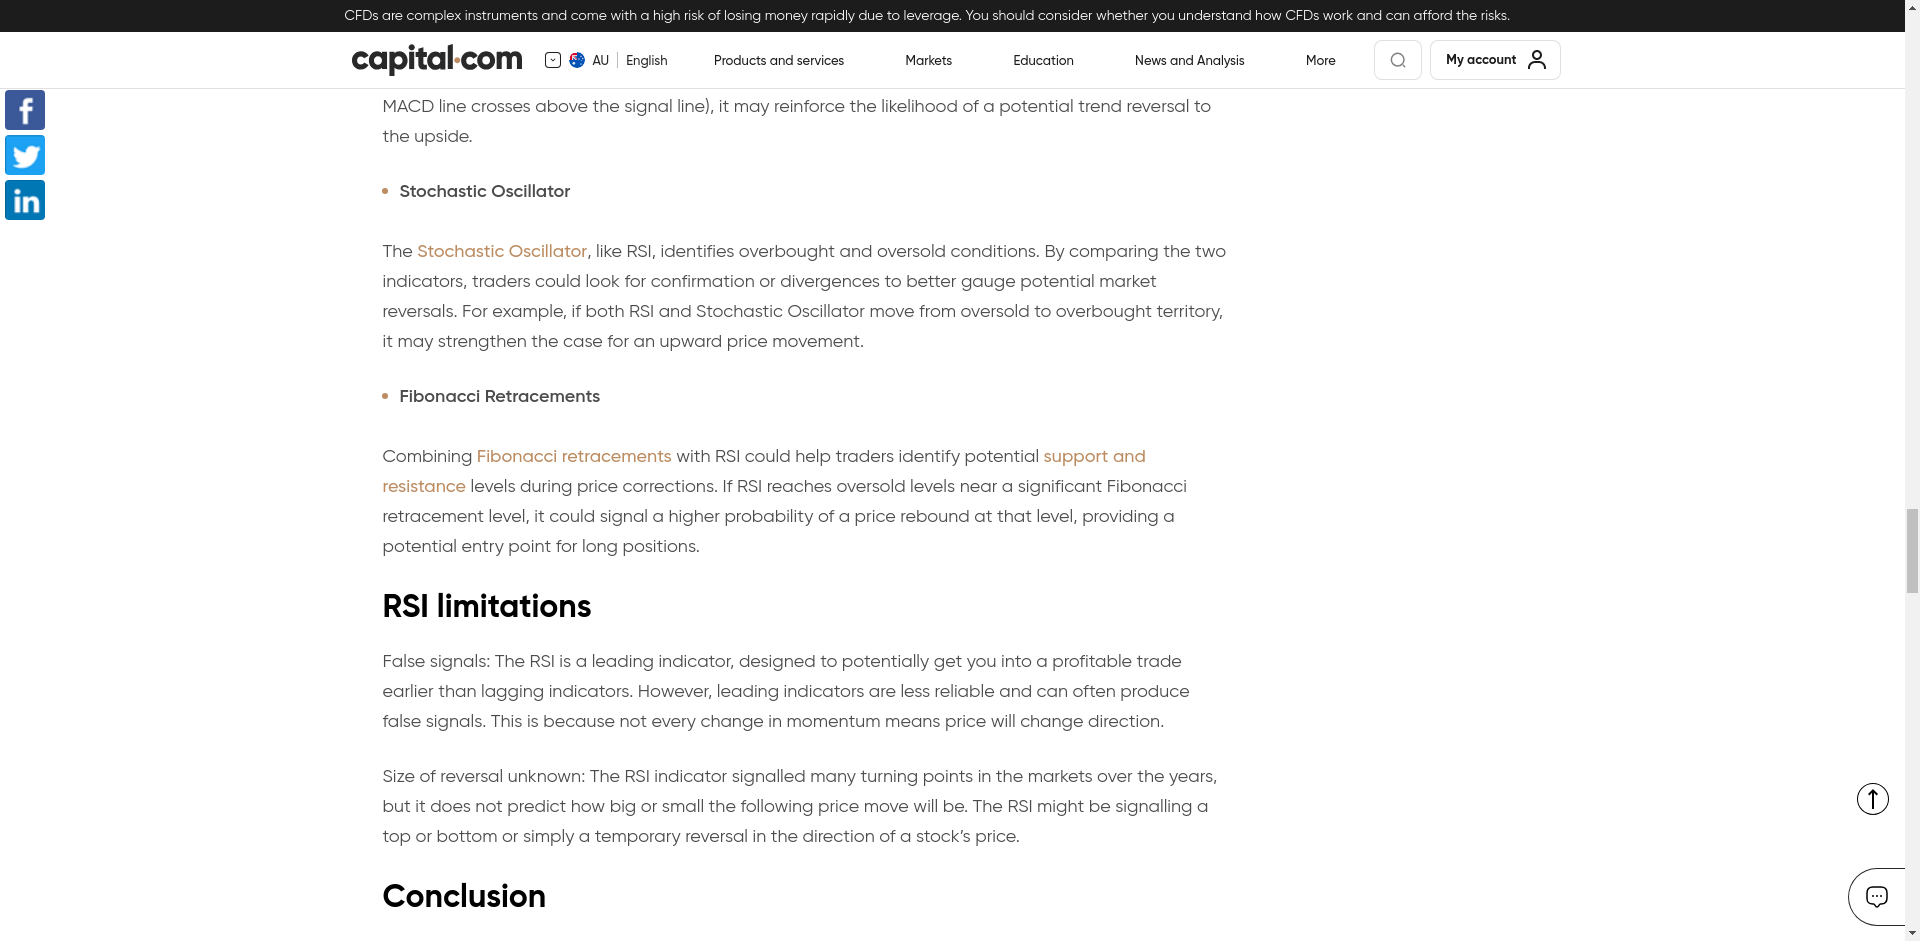 CFDs are complex instruments and come with a high risk of losing money rapidly due to leverage. You should consider whether you understand how CFDs work and can afford the risks.
capital.com AU English Products and services Markets Education News and Analysis More My account
MACD line crosses above the signal line), it may reinforce the likelihood of a potential trend reversal to
the upside.
Stochastic Oscillator
The Stochastic Oscillator, like RSI, identifies overbought and oversold conditions. By comparing the two
indicators, traders could look for confirmation or divergences to better gauge potential market
reversals. For example, if both RSI and Stochastic Oscillator move from oversold to overbought territory,
it may strengthen the case for an upward price movement.
Fibonacci Retracements
Combining Fibonacci retracements with RSI could help traders identify potential support and
resistance levels during price corrections. If RSI reaches oversold levels near a significant Fibonacci
retracement level, it could signal a higher probability of a price rebound at that level, providing a
potential entry point for long positions.
RSI limitations
False signals: The RSI is a leading indicator, designed to potentially get you into a profitable trade
earlier than lagging indicators. However, leading indicators are less reliable and can often produce
false signals. This is because not every change in momentum means price will change direction.
Size of reversal unknown: The RSI indicator signalled many turning points in the markets over the years,
but it does not predict how big or small the following price move will be. The RSI might be signalling a
top or bottom or simply a temporary reversal in the direction of a stock’s price.
Conclusion